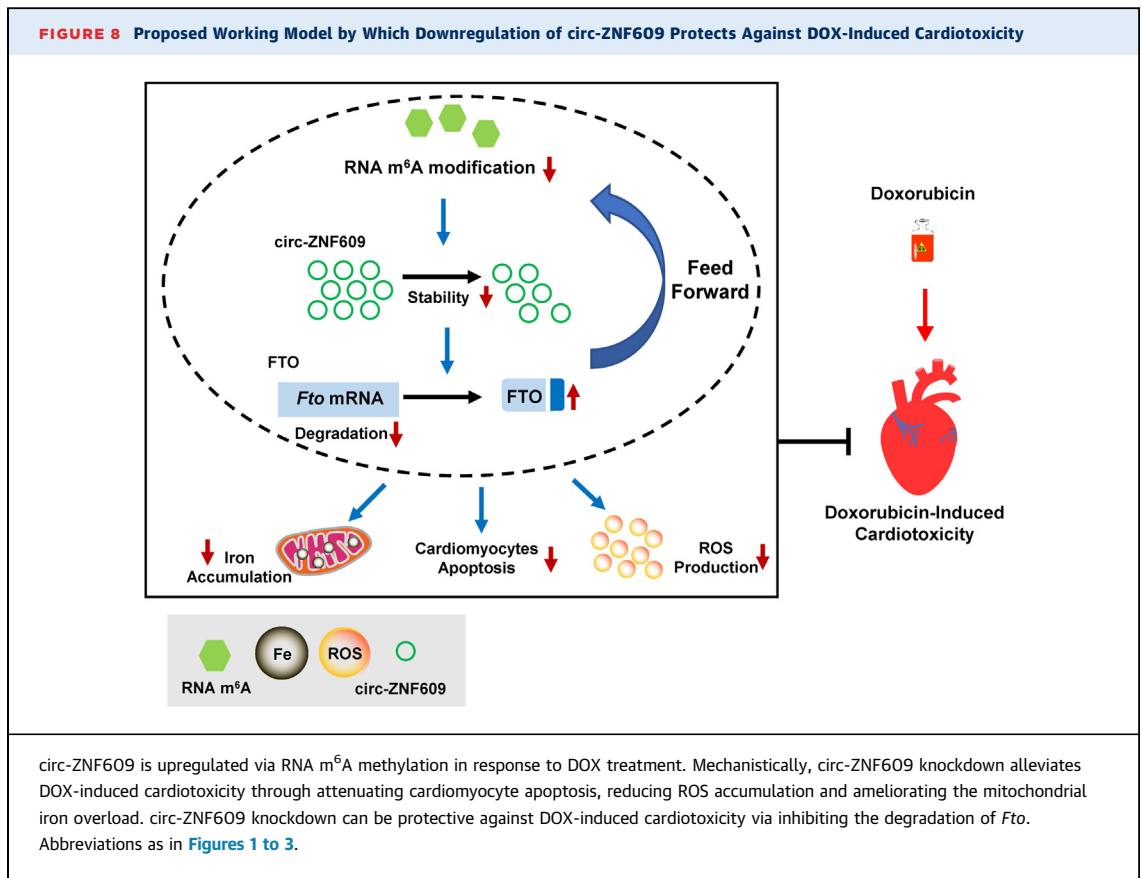 FIGURE 8 Proposed Working Model by Which Downregulation of circ-ZNF609 Protects Against DOX-Induced Cardiotoxicity
RNA m⁶A modification
circ-ZNF609
Stability
Feed
Forward
FTO
Fto mRNA
FTO
Degradation
Iron
Accumulation
Cardiomyocytes
Apoptosis
ROS
Production
Doxorubicin
Doxorubicin-Induced
Cardiotoxicity
Fe
ROS
RNA m⁶A
circ-ZNF609
circ-ZNF609 is upregulated via RNA m⁶A methylation in response to DOX treatment. Mechanistically, circ-ZNF609 knockdown alleviates
DOX-induced cardiotoxicity through attenuating cardiomyocyte apoptosis, reducing ROS accumulation and ameliorating the mitochondrial
iron overload. circ-ZNF609 knockdown can be protective against DOX-induced cardiotoxicity via inhibiting the degradation of Fto.
Abbreviations as in Figures 1 to 3.